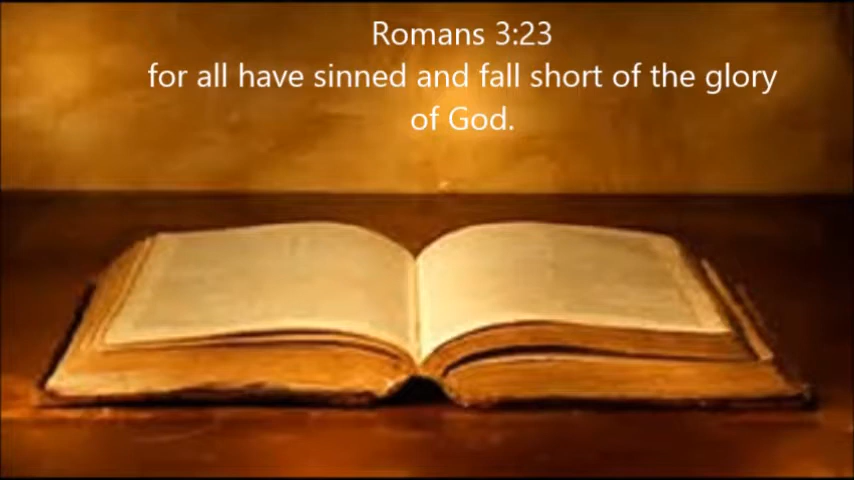 Romans 3:23
for all have sinned and fall short of the glory
of God.